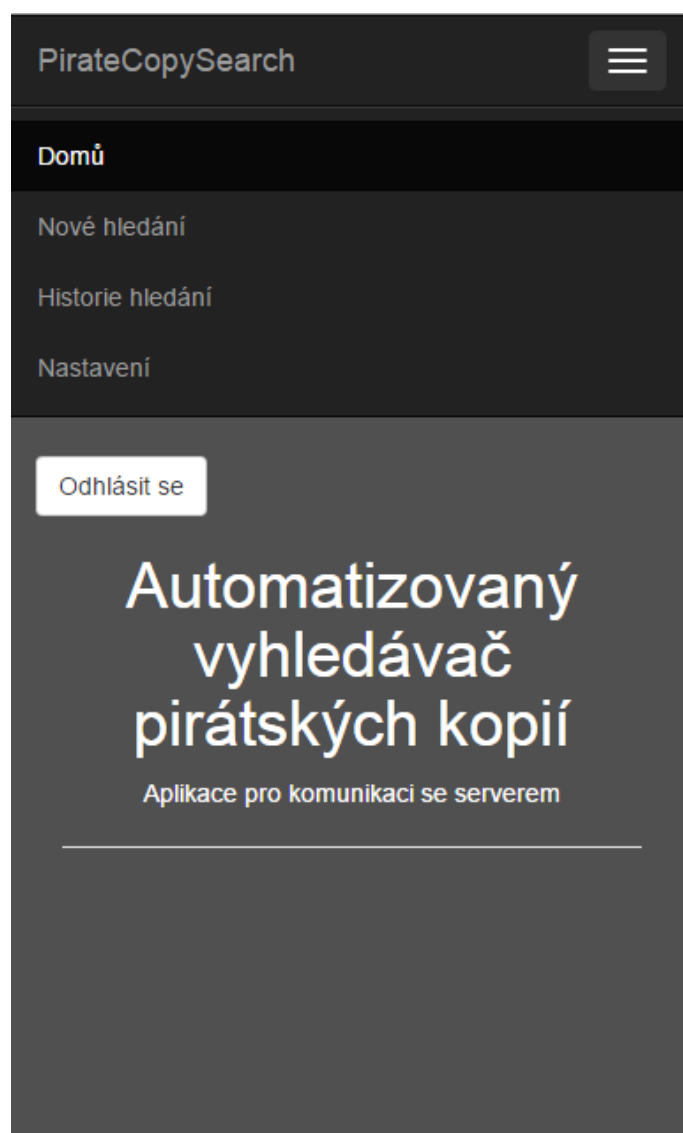 PirateCopySearch
Domů
Nové hledání
Historie hledání
Nastavení
Odhlásit se
Automatizovaný
vyhledávač
pirátských kopií
Aplikace pro komunikaci se serverem